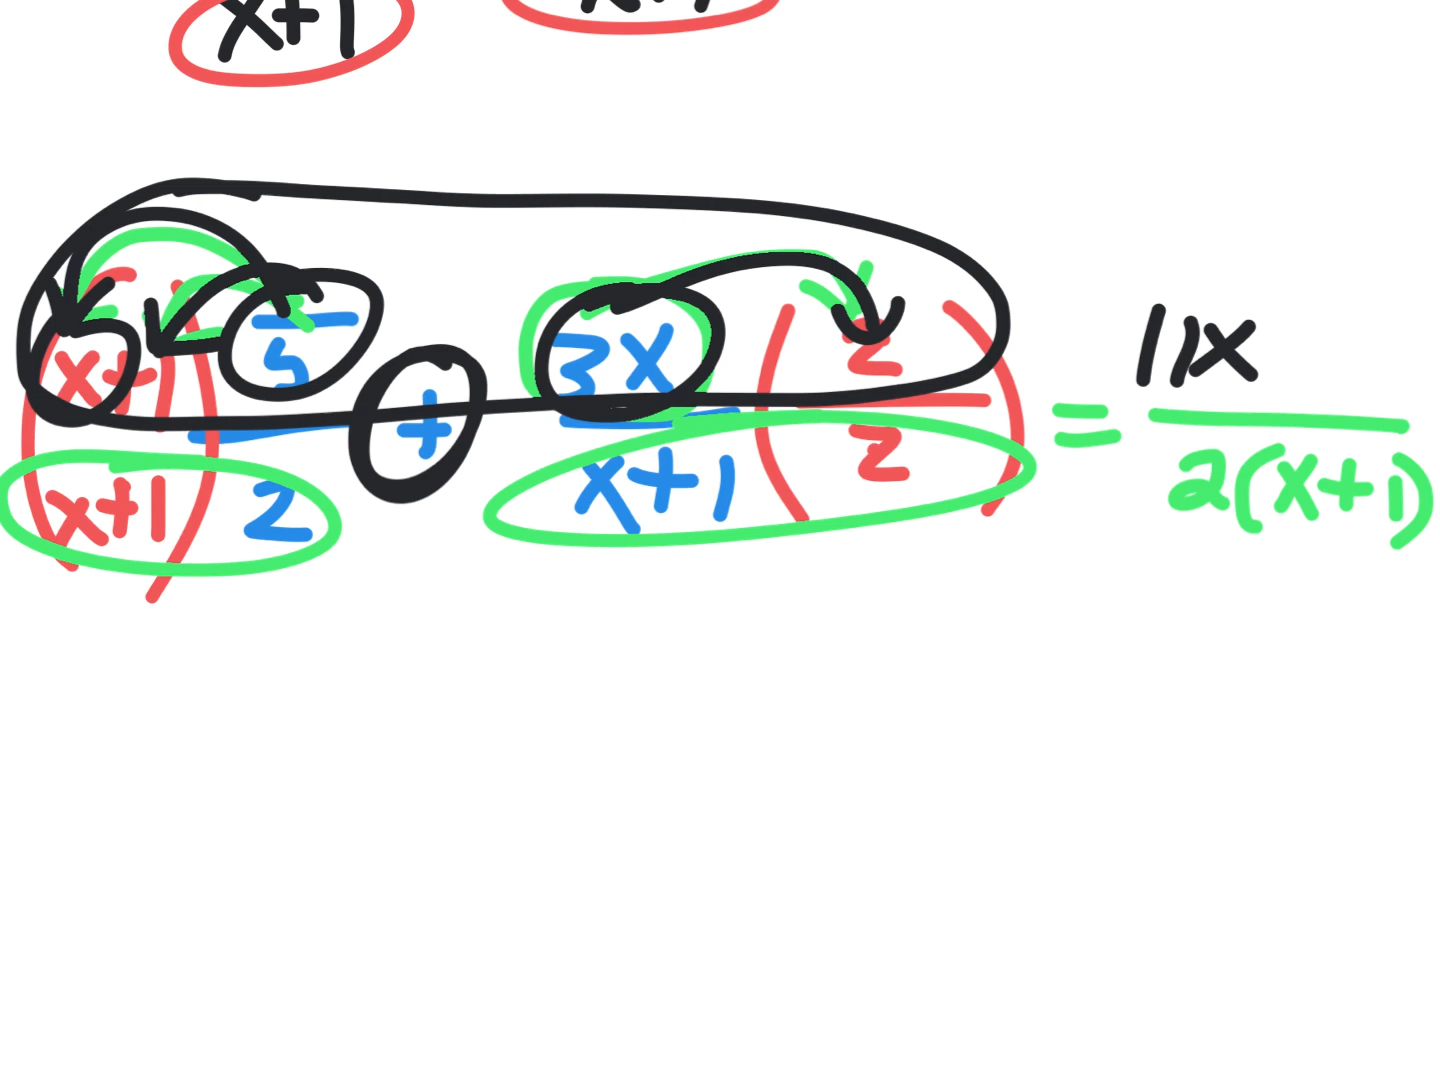 x+1
(x+1) 5 + 3x (2) = 11x
(x+1) 2 x+1 (2) 2(x+1)